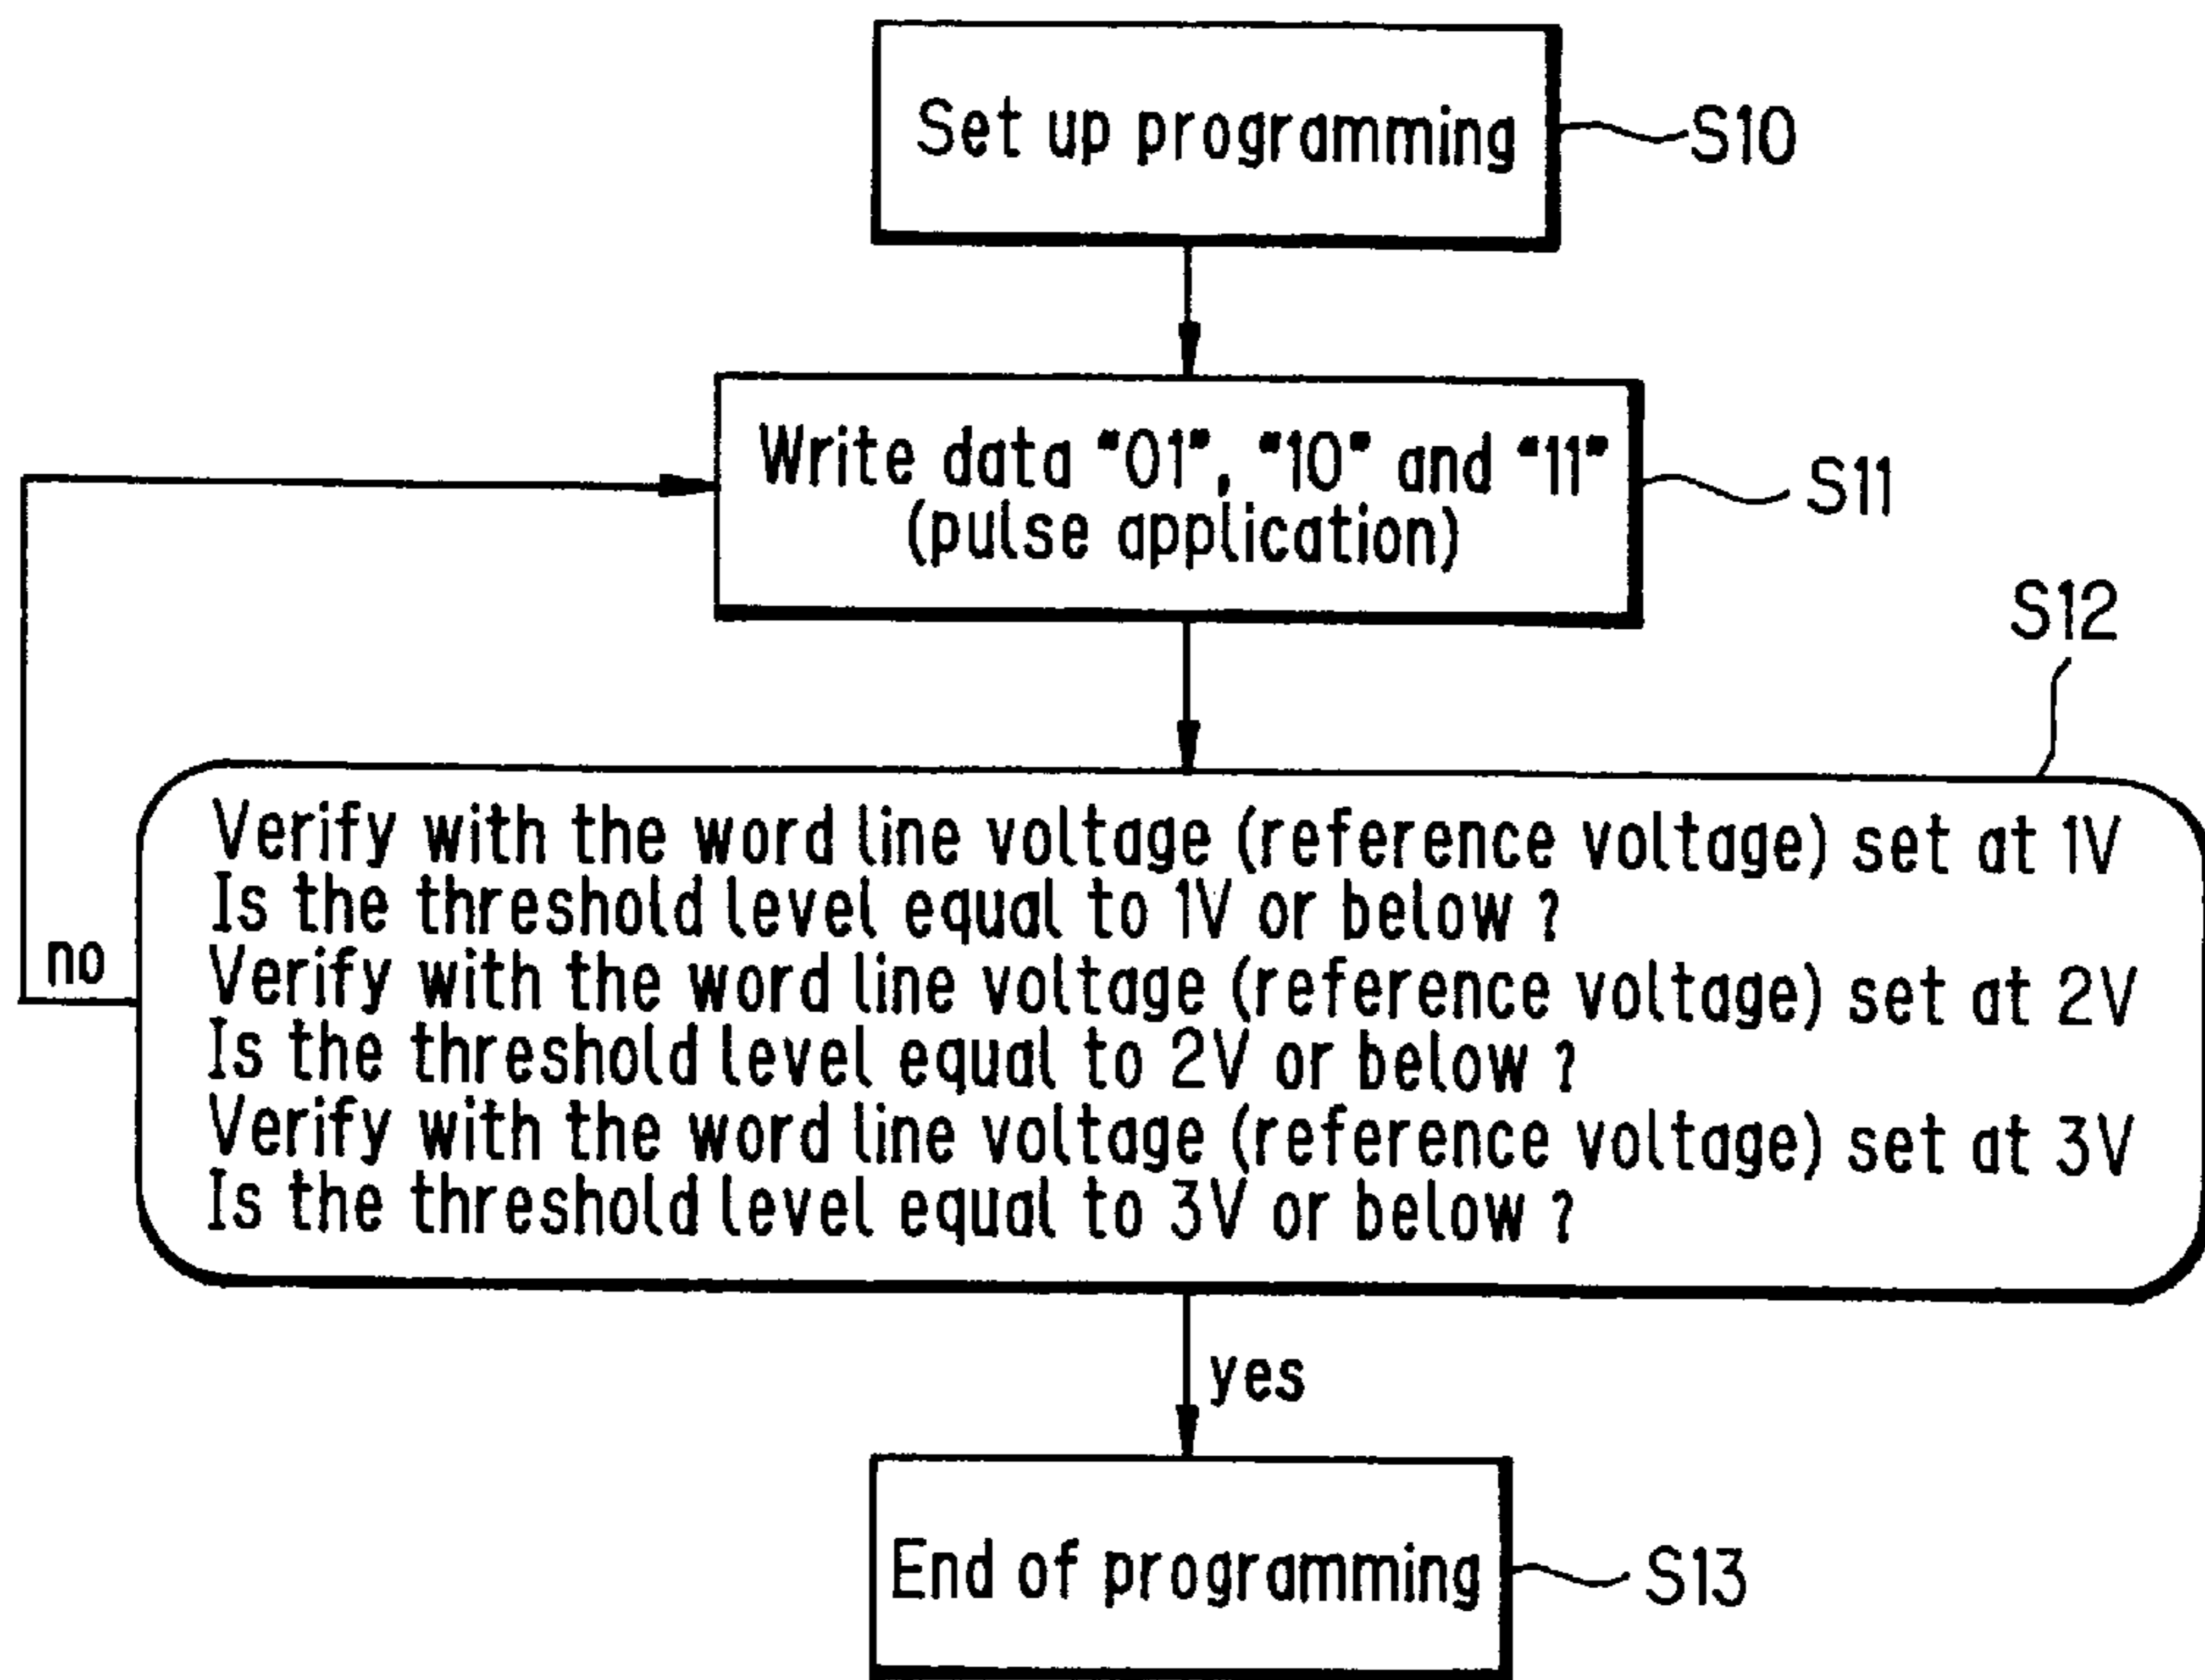 Set up programming
S10
Write data "01", "10" and "11"
(pulse application)
S11
S12
Verify with the word line voltage (reference voltage) set at 1V
Is the threshold level equal to 1V or below ?
Verify with the word line voltage (reference voltage) set at 2V
Is the threshold level equal to 2V or below ?
Verify with the word line voltage (reference voltage) set at 3V
Is the threshold level equal to 3V or below ?
no
yes
End of programming
S13